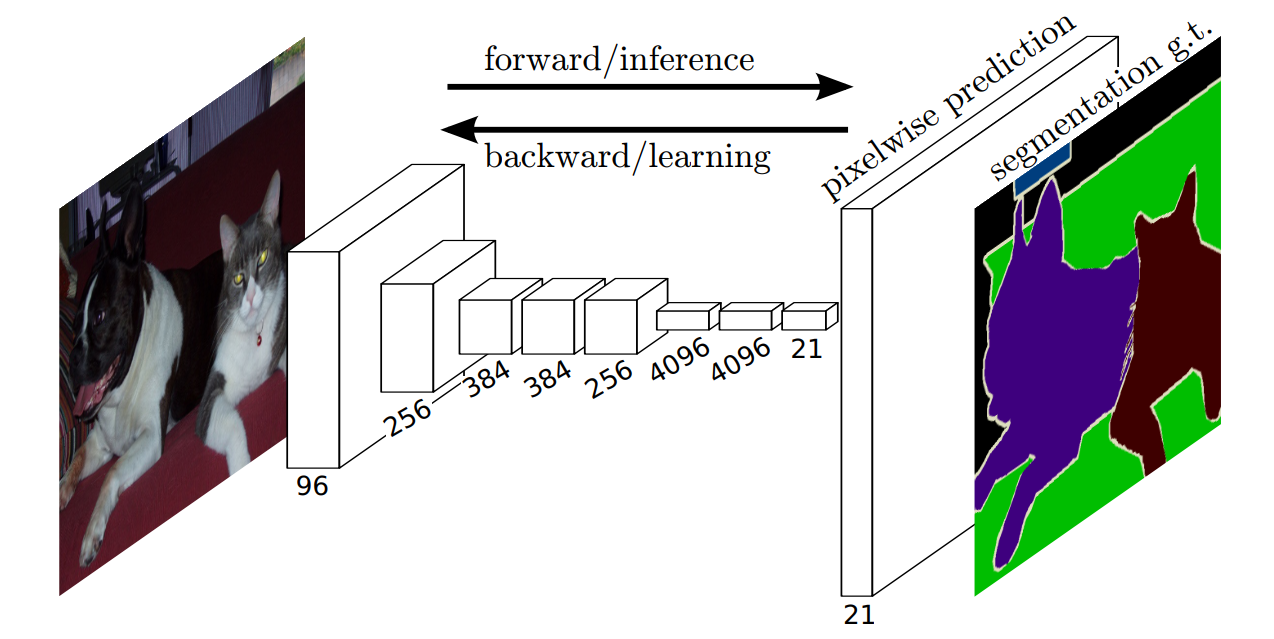 forward/inference
backward/learning
pixelwise prediction
segmentation g.t.
96
256
384
384
256
4096
4096
21
21